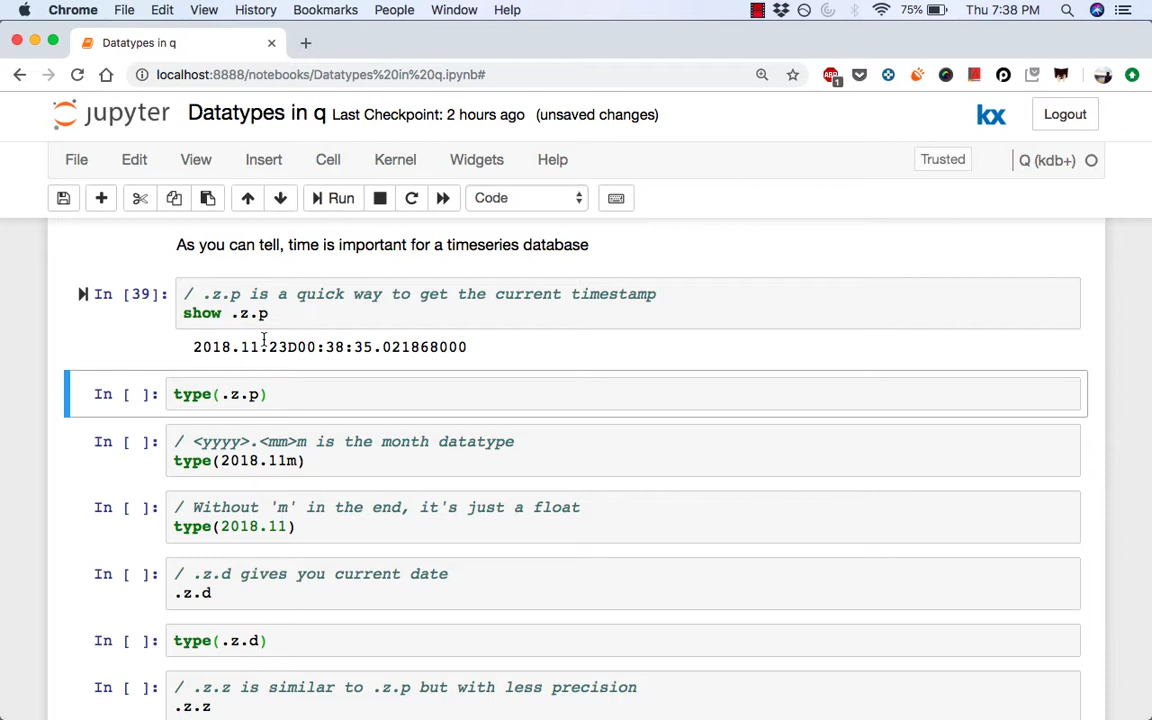 Chrome File Edit View History Bookmarks People Window Help 75% Thu 7:38 PM
Datatypes in q
localhost:8888/notebooks/Datatypes%20in%20q.ipynb#
ABP 1
jupyter Datatypes in q Last Checkpoint: 2 hours ago (unsaved changes) kx Logout
File Edit View Insert Cell Kernel Widgets Help Trusted Q (kdb+)
Run Code
As you can tell, time is important for a timeseries database
In [39]: / .z.p is a quick way to get the current timestamp
show .z.p
2018.11.23D00:38:35.021868000
In [ ]: type(.z.p)
In [ ]: / <yyyy>.<mm>m is the month datatype
type(2018.11m)
In [ ]: / Without 'm' in the end, it's just a float
type(2018.11)
In [ ]: / .z.d gives you current date
.z.d
In [ ]: type(.z.d)
In [ ]: / .z.z is similar to .z.p but with less precision
.z.z